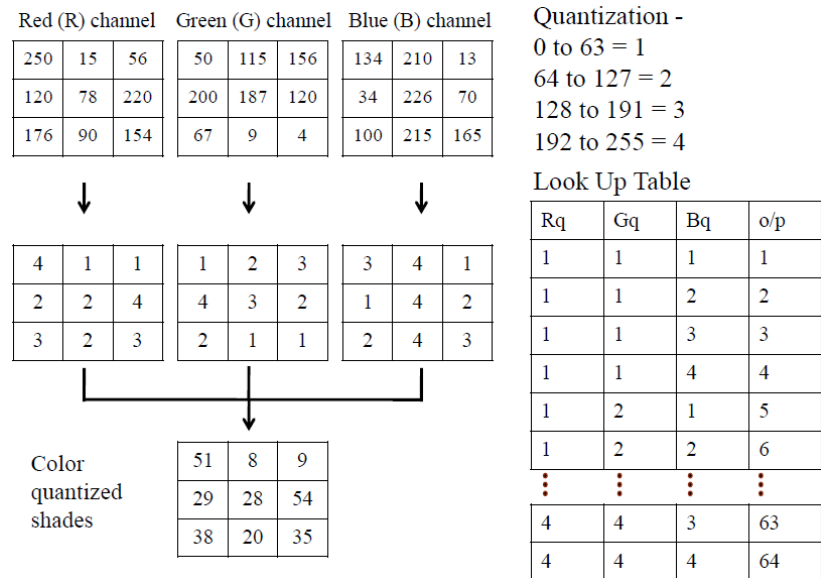 Red (R) channel Green (G) channel Blue (B) channel
250 15 56 50 115 156 134 210 13
120 78 220 200 187 120 34 226 70
176 90 154 67 9 4 100 215 165
4 1 1 1 2 3 3 4 1
2 2 4 4 3 2 1 4 2
3 2 3 2 1 1 2 4 3
Color
quantized
shades
51 8 9
29 28 54
38 20 35
Quantization -
0 to 63 = 1
64 to 127 = 2
128 to 191 = 3
192 to 255 = 4
Look Up Table
Rq Gq Bq o/p
1 1 1 1
1 1 2 2
1 1 3 3
1 1 4 4
1 2 1 5
1 2 2 6
4 4 3 63
4 4 4 64